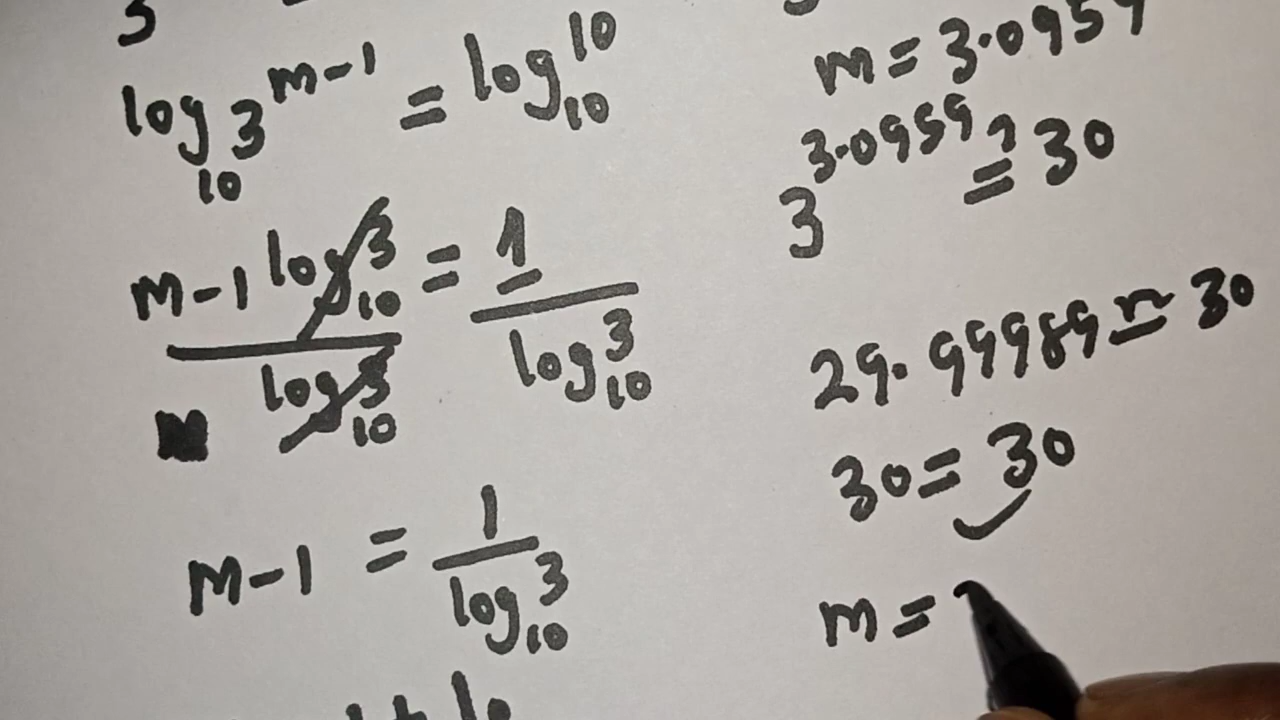 3
log₁₀ 3^(m-1) = log₁₀ 10
m-1 log₁₀ 3 / log₁₀ 3 = 1 / log₁₀ 3
m-1 = 1 / log₁₀ 3
m = 3.0959
3^3.0959 ≟ 30
29.99989 ≃ 30
30 = 30
m =